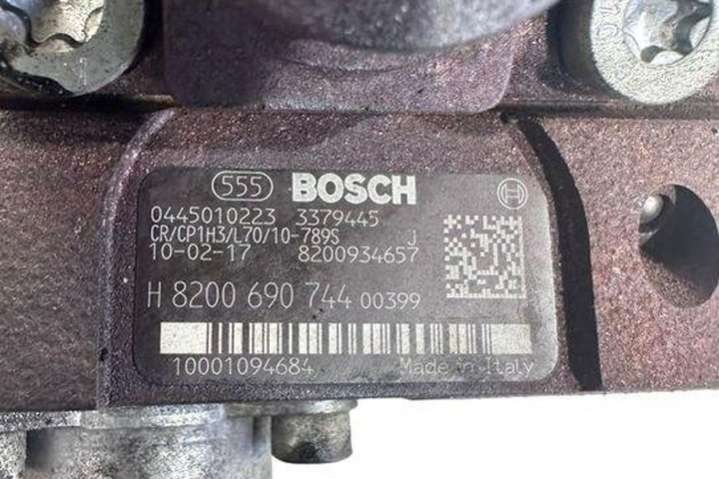 555 BOSCH
0445010223 3379445
CR/CP1H3/L70/10-789S J
10-02-17 8200934657
H 8200 690 744 00399
10001094684 Made in Italy